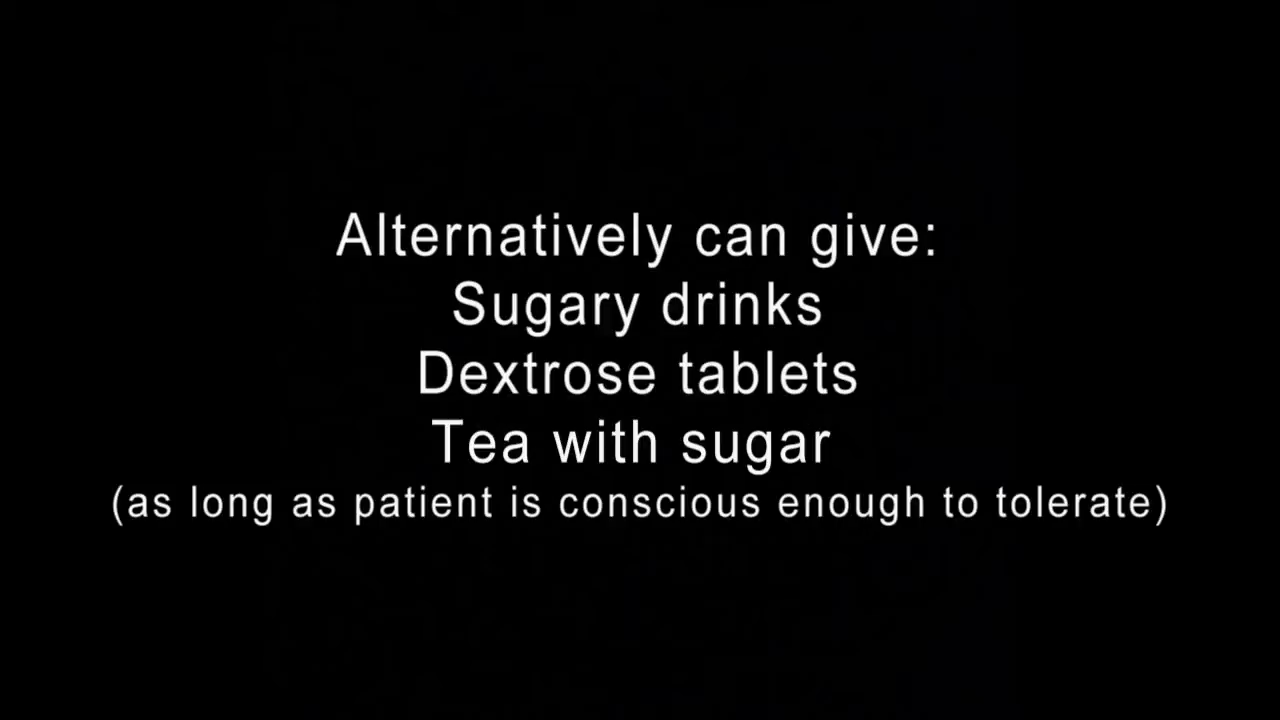 Alternatively can give:
Sugary drinks
Dextrose tablets
Tea with sugar
(as long as patient is conscious enough to tolerate)